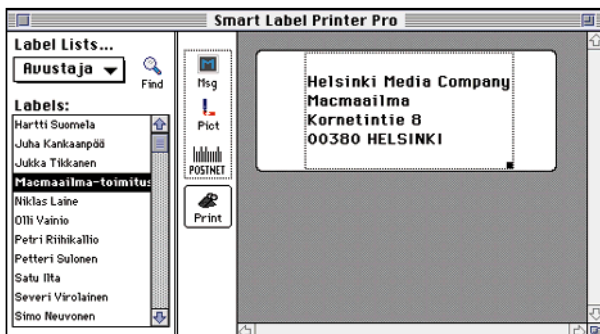 Smart Label Printer Pro
Label Lists...
Avustaja
Find
Labels:
Hartti Suomela
Juha Kankaanpää
Jukka Tikkanen
Macmaailma-toimitus
Niklas Laine
Olli Vainio
Petri Riihikallio
Petteri Sulonen
Satu Ilta
Severi Virolainen
Simo Neuvonen
Msg
Pict
POSTNET
Print
Helsinki Media Company
Macmaailma
Kornetintie 8
00380 HELSINKI